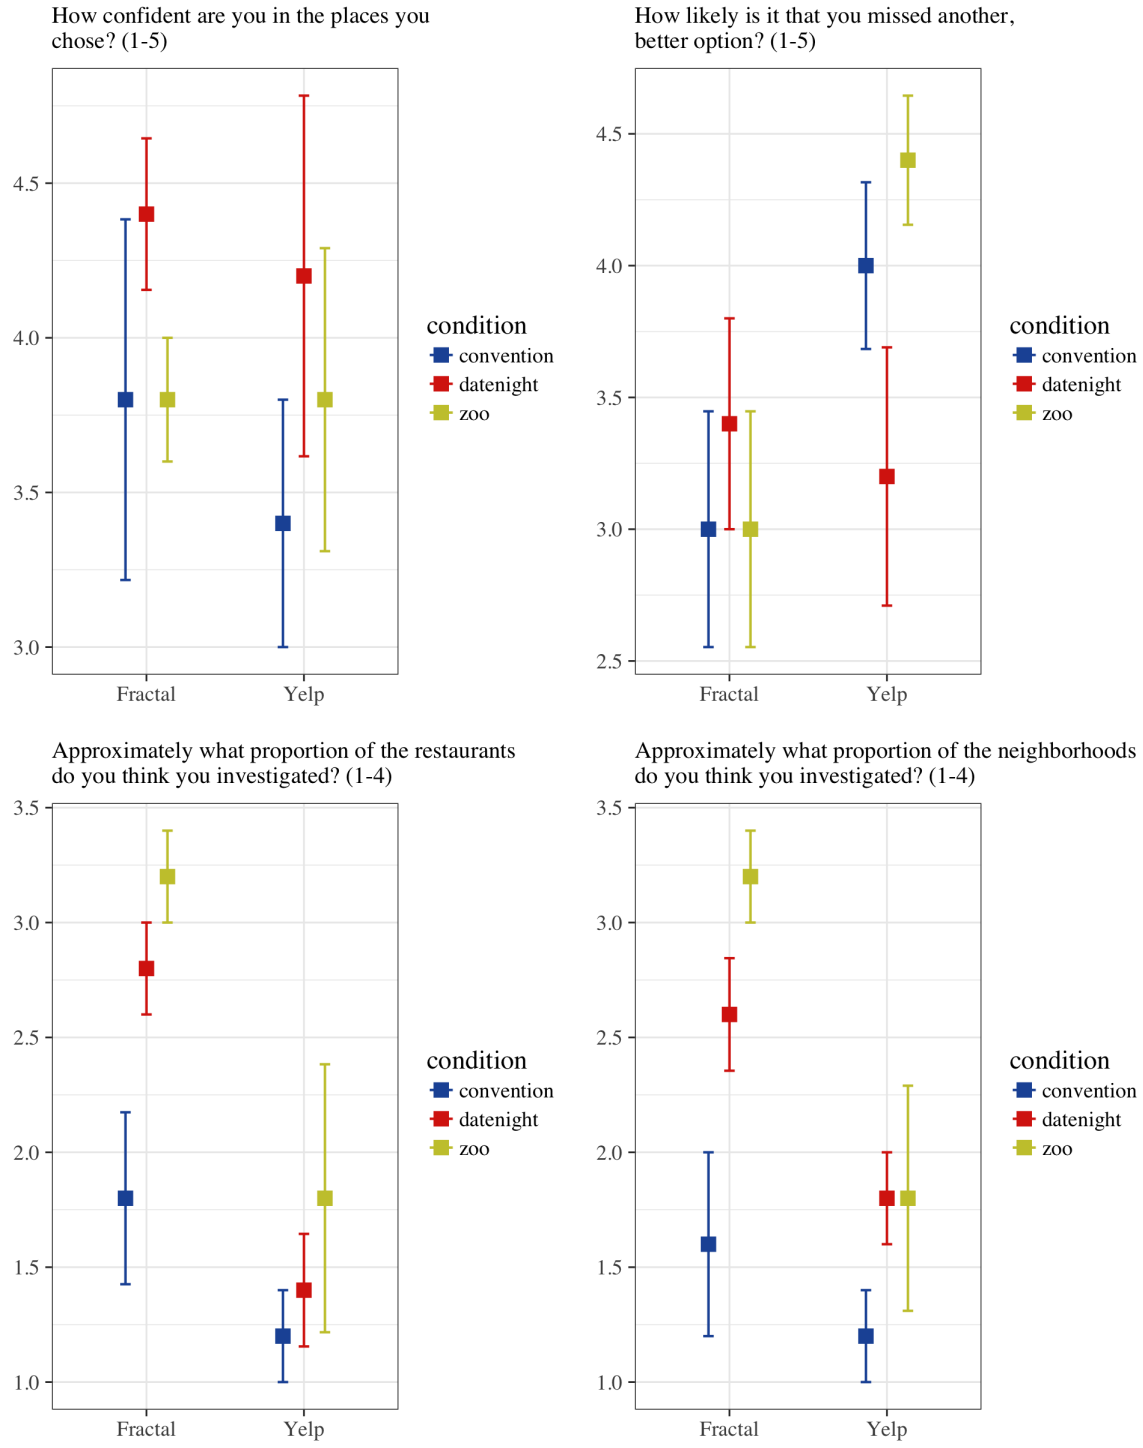 How confident are you in the places you
chose? (1-5)
4.5
4.0
3.5
3.0
Fractal
Yelp
condition
convention
datenight
zoo
How likely is it that you missed another,
better option? (1-5)
4.5
4.0
3.5
3.0
2.5
Fractal
Yelp
condition
convention
datenight
zoo
Approximately what proportion of the restaurants
do you think you investigated? (1-4)
3.5
3.0
2.5
2.0
1.5
1.0
Fractal
Yelp
condition
convention
datenight
zoo
Approximately what proportion of the neighborhoods
do you think you investigated? (1-4)
3.5
3.0
2.5
2.0
1.5
1.0
Fractal
Yelp
condition
convention
datenight
zoo